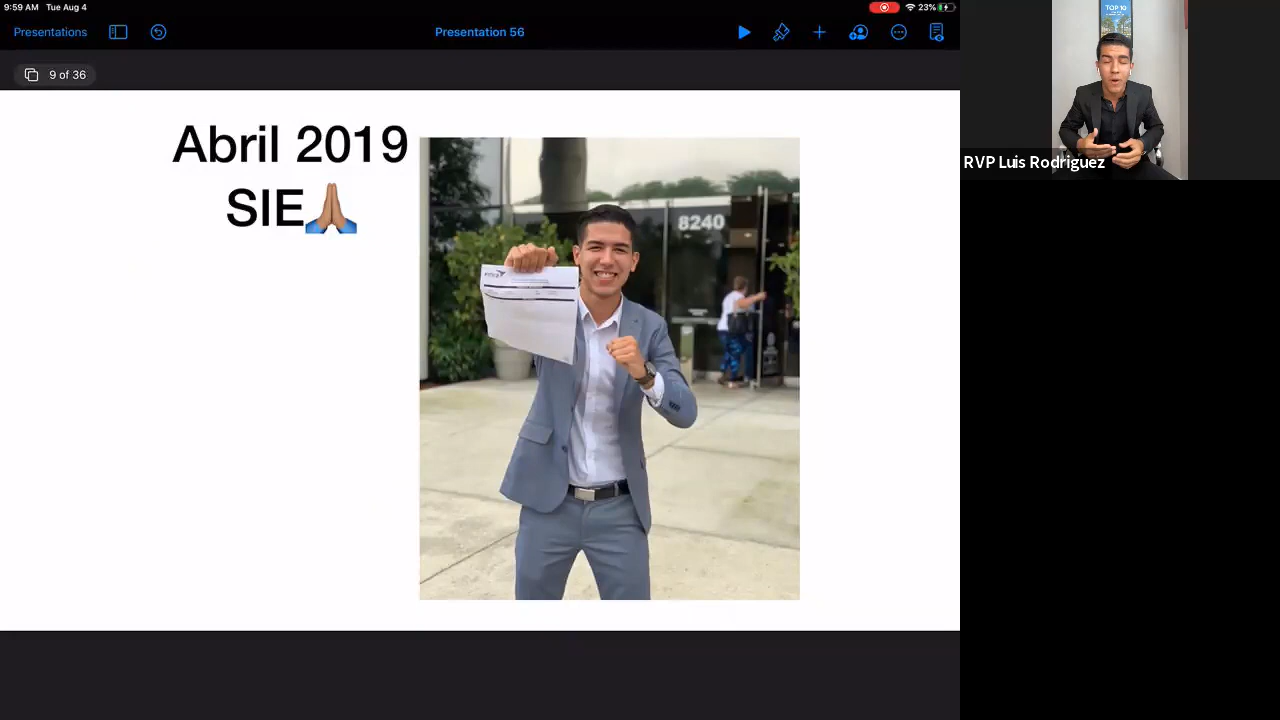 9:59 AM Tue Aug 4
23%
Presentations
Presentation 56
9 of 36
Abril 2019
SIE🙏🏽
8240
TOP 10
RVP Luis Rodriguez